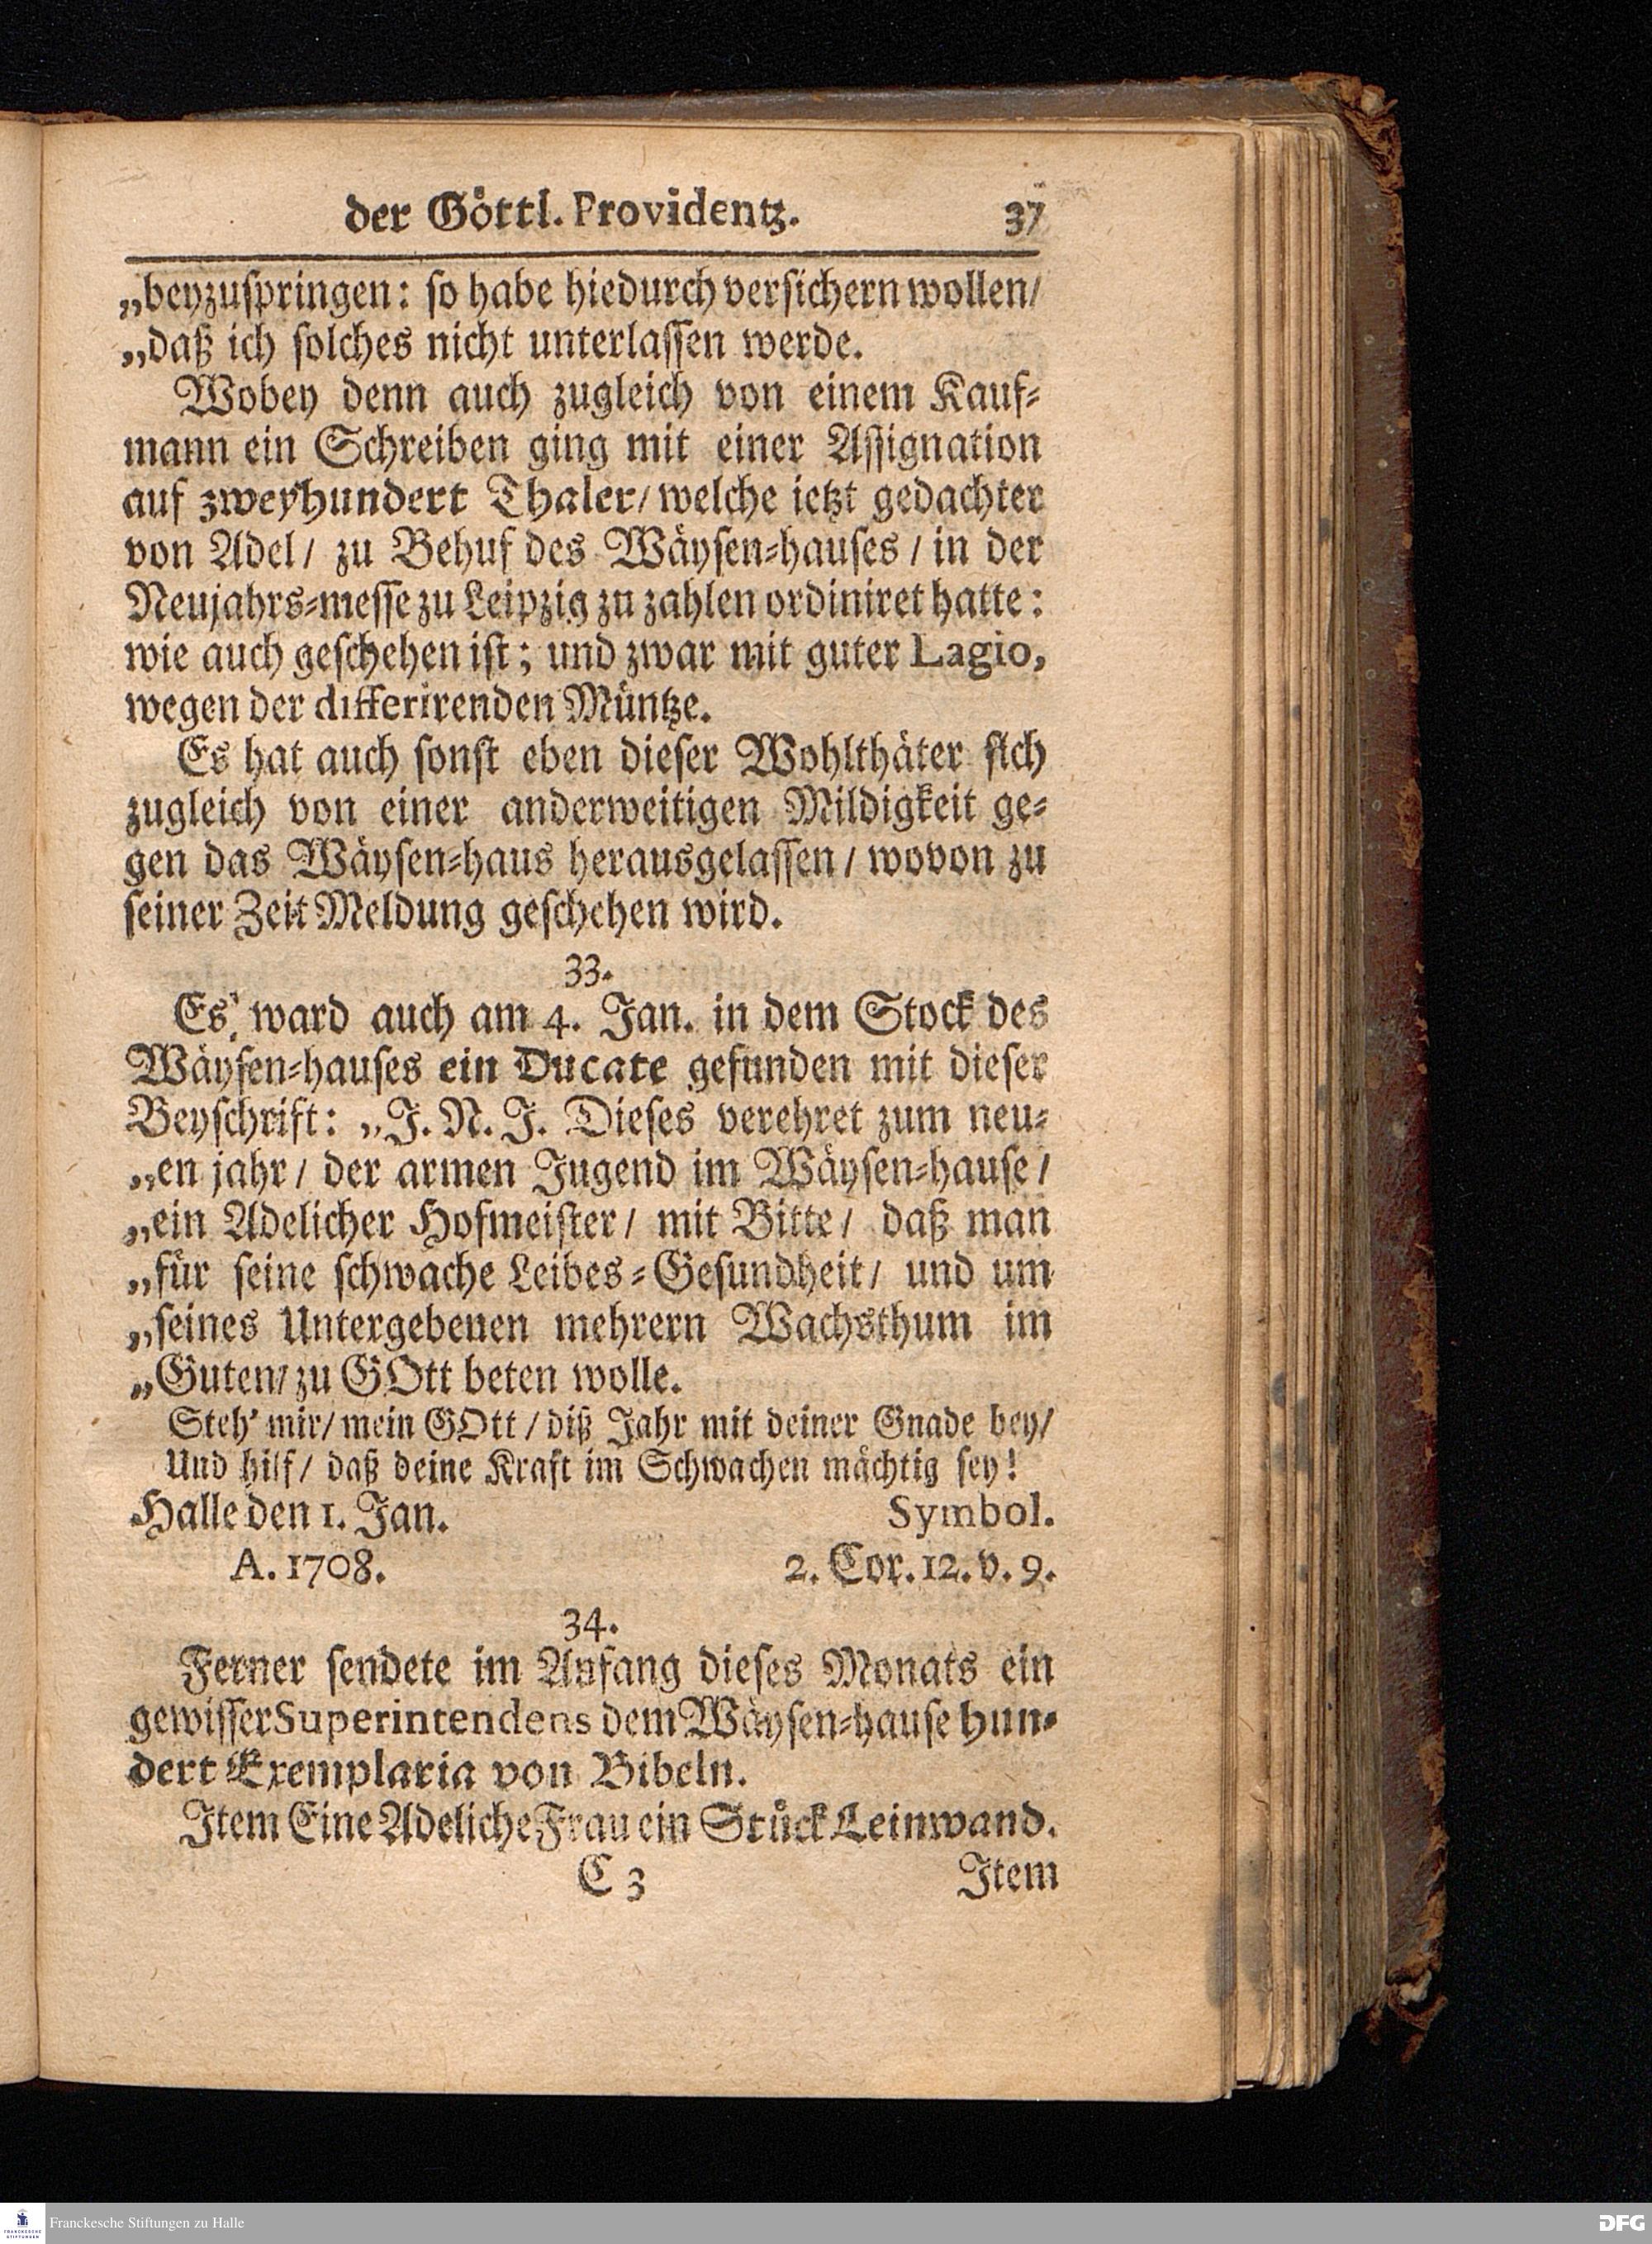 der Göttl. Providentz. 37
„beyzuspringen: so habe hiedurch versichern wollen/
„daß ich solches nicht unterlassen werde.
Wobey denn auch zugleich von einem Kauf-
mann ein Schreiben ging mit einer Assignation
auf zweyhundert Thaler/ welche ietzt gedachter
von Adel/ zu Behuf des Wäysen-hauses/ in der
Neujahrs-messe zu Leipzig zu zahlen ordiniret hatte:
wie auch geschehen ist; und zwar mit guter Lagio,
wegen der differirenden Müntze.
Es hat auch sonst eben dieser Wohlthäter sich
zugleich von einer anderweitigen Mildigkeit ge-
gen das Wäysen-haus herausgelassen/ wovon zu
seiner Zeit Meldung geschehen wird.
33.
Es ward auch am 4. Jan. in dem Stock des
Wäysen-hauses ein Ducate gefunden mit dieser
Beyschrift: „J. N. J. Dieses verehret zum neu-
„en jahr/ der armen Jugend im Wäysen-hause/
„ein Adelicher Hofmeister/ mit Bitte/ daß man
„für seine schwache Leibes-Gesundheit/ und um
„seines Untergebenen mehrern Wachsthum im
„Guten/ zu GOtt beten wolle.
Steh' mir/ mein GOtt/ diß Jahr mit deiner Gnade bey/
Und hilf/ daß deine Kraft im Schwachen mächtig sey!
Halle den 1. Jan. Symbol.
A. 1708. 2. Cor. 12. v. 9.
34.
Ferner sendete im Anfang dieses Monats ein
gewisser Superintendens dem Wäysen-hause hun-
dert Exemplaria von Bibeln.
Item Eine Adeliche Frau ein Stück Leinwand.
C 3 Item
FRANCKESCHE STIFTUNGEN
Franckesche Stiftungen zu Halle
DFG